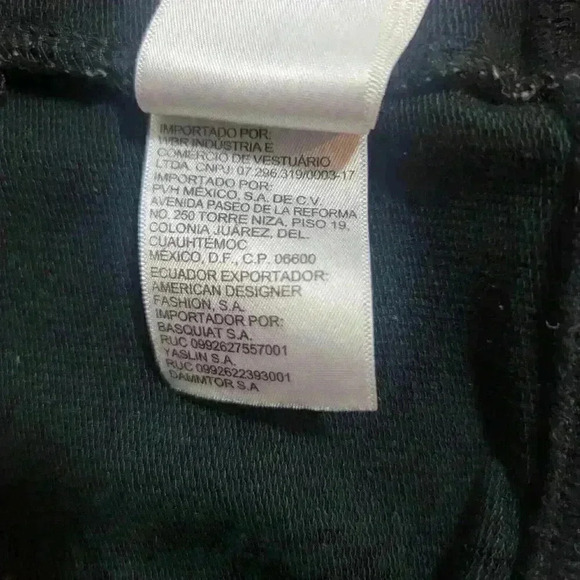 IMPORTADO POR:
WBR INDÚSTRIA E
COMERCIO DE VESTUÁRIO
LTDA. CNPJ: 07.296.319/0003-17
IMPORTADO POR:
PVH MÉXICO, S.A. DE C.V.
AVENIDA PASEO DE LA REFORMA
NO. 250 TORRE NIZA, PISO 19,
COLONIA JUÁREZ, DEL.
CUAUHTÉMOC
MÉXICO, D.F., C.P. 06600
ECUADOR EXPORTADOR:
AMERICAN DESIGNER
FASHION, S.A.
IMPORTADOR POR:
BASQUIAT S.A.
RUC 0992627557001
YASLIN S.A.
RUC 0992622393001
DAMMTOR S.A